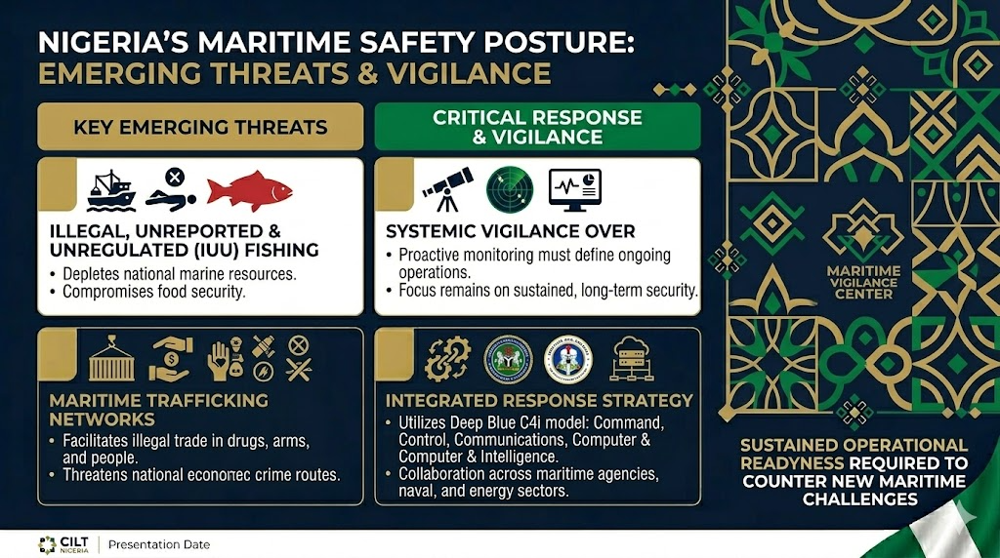 NIGERIA'S MARITIME SAFETY POSTURE:
EMERGING THREATS & VIGILANCE
KEY EMERGING THREATS
ILLEGAL, UNREPORTED &
UNREGULATED (IUU) FISHING
• Depletes national marine resources.
• Compromises food security.
MARITIME TRAFFICKING
NETWORKS
• Facilitates illegal trade in drugs, arms,
and people.
• Threatens national crime routes.
CRITICAL RESPONSE
& VIGILANCE
SYSTEMIC VIGILANCE OVER
• Proactive monitoring must define ongoing
operations.
• Focus remains on sustained, long-term security.
INTEGRATED RESPONSE STRATEGY
• Utilizes Deep Blue C4i model: Command,
Control, Communications, Computer &
Computer & Intelligence.
• Collaboration across maritime agencies,
naval, and energy sectors.
MARITIME
VIGILANCE
CENTER
SUSTAINED OPERATIONAL
READYNESS REQUIRED TO
COUNTER NEW MARITIME
CHALLENGES
CILT
NIGERIA
Presentation Date